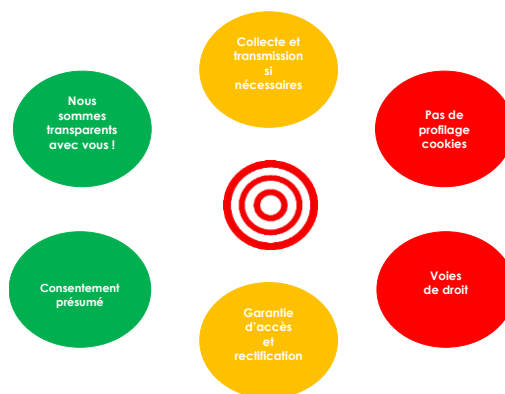 Collecte et
transmission
si
nécessaires
Nous
sommes
transparents
avec vous !
Pas de
profilage
cookies
Consentement
présumé
Voies
de droit
Garantie
d'accès
et
rectification